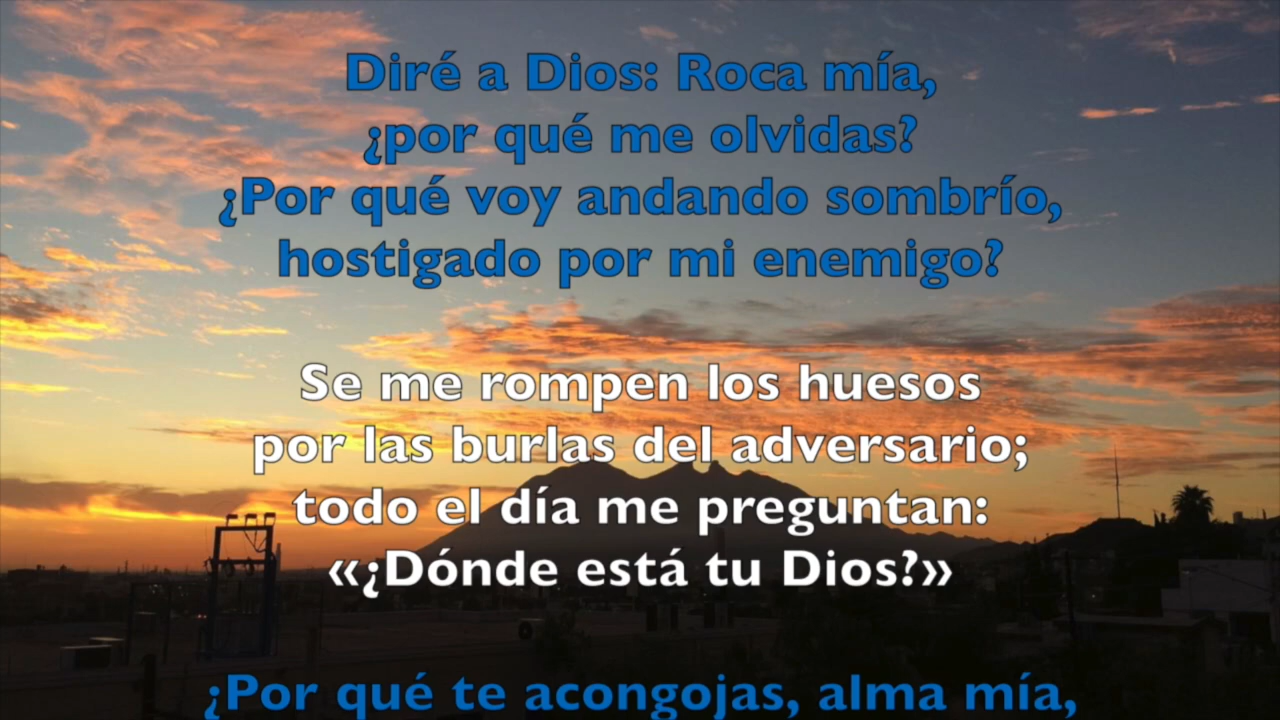 Diré a Dios: Roca mía,
¿por qué me olvidas?
¿Por qué voy andando sombrío,
hostigado por mi enemigo?
Se me rompen los huesos
por las burlas del adversario;
todo el día me preguntan:
«¿Dónde está tu Dios?»
¿Por qué te acongojas, alma mía,